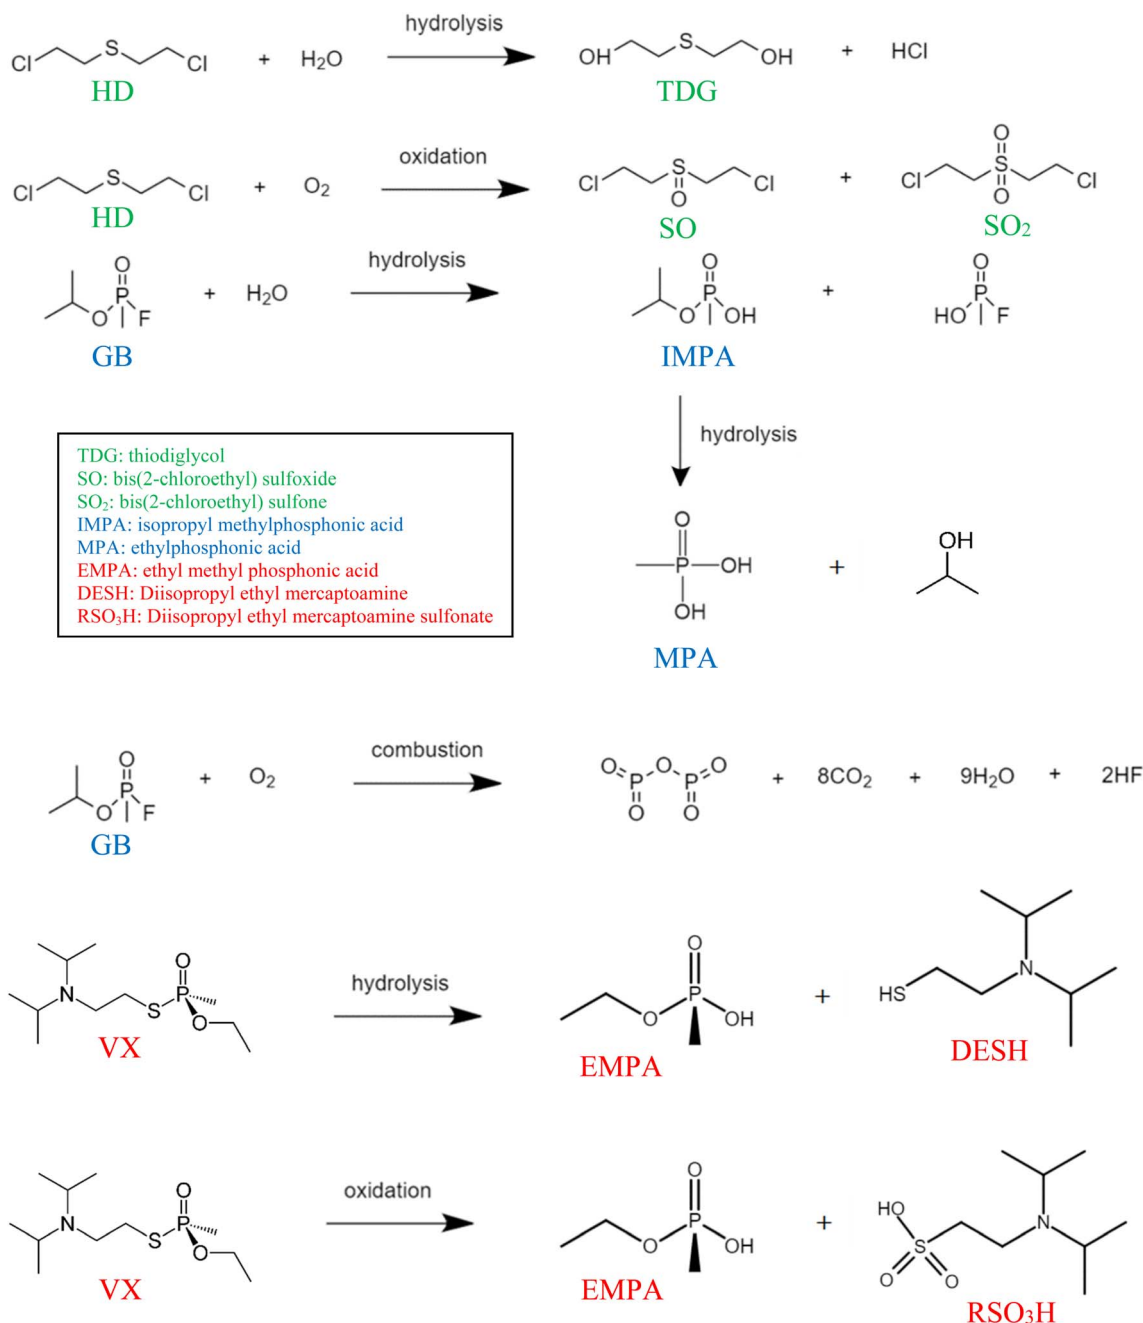 hydrolysis
Cl S Cl + H₂O OH S OH + HCl
HD TDG
oxidation
Cl S Cl + O₂ Cl S O Cl + Cl O S O Cl
HD SO SO₂
hydrolysis
O P O F + H₂O O P O OH + O P HO F
GB IMPA
hydrolysis
TDG: thiodiglycol
SO: bis(2-chloroethyl) sulfoxide
SO₂: bis(2-chloroethyl) sulfone
IMPA: isopropyl methylphosphonic acid
MPA: ethylphosphonic acid
EMPA: ethyl methyl phosphonic acid
DESH: Diisopropyl ethyl mercaptoamine
RSO₃H: Diisopropyl ethyl mercaptoamine sulfonate
O P OH OH + OH
MPA
combustion
O P O F + O₂ O P O P O O O + 8CO₂ + 9H₂O + 2HF
GB
hydrolysis
N S P O O O P O OH + HS N
VX EMPA DESH
oxidation
N S P O O O P O OH + HO S O O N
VX EMPA RSO₃H